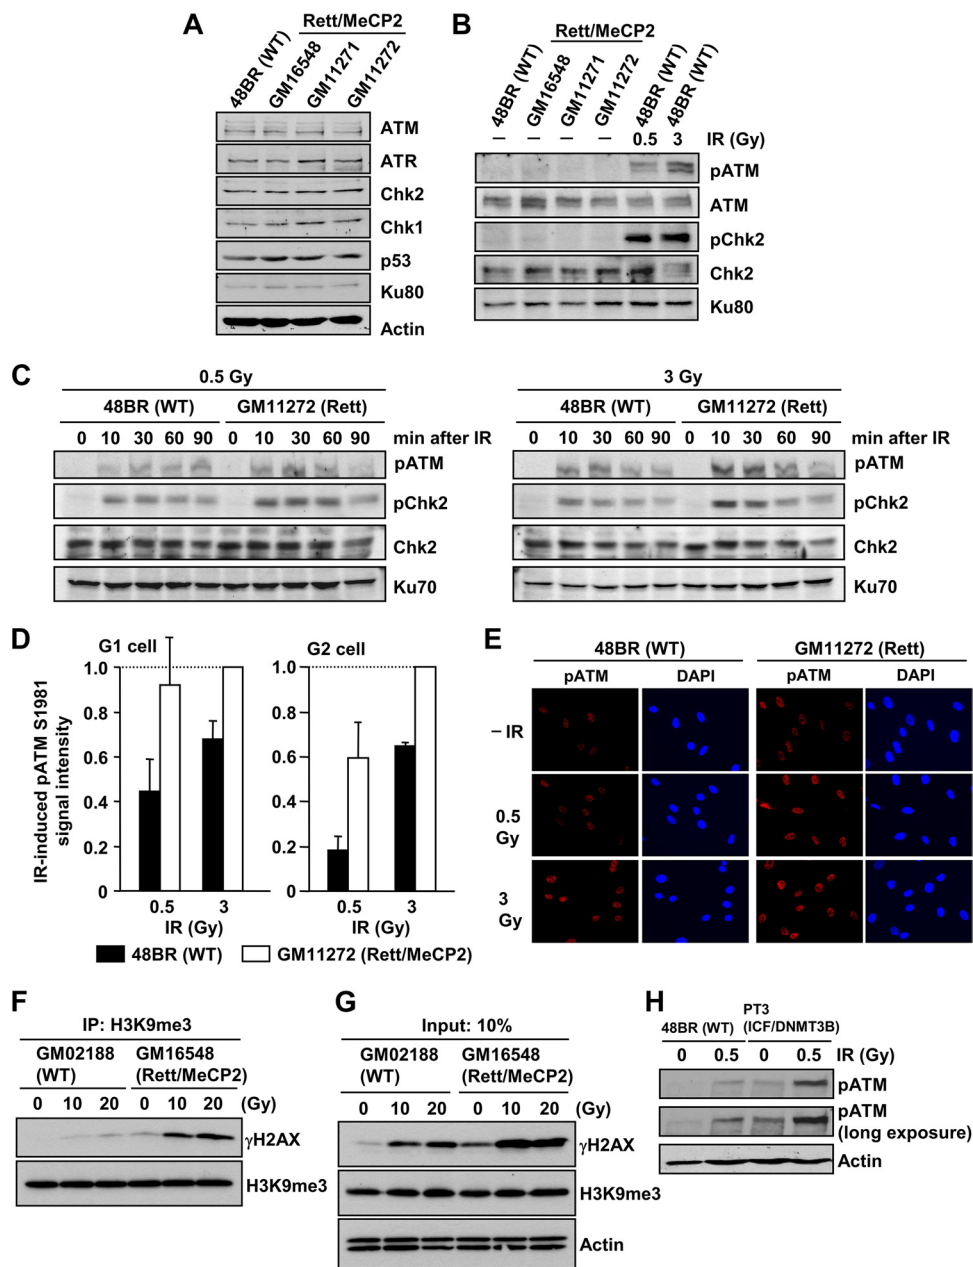 A
Rett/MeCP2
48BR (WT)
GM16548
GM11271
GM11272
ATM
ATR
Chk2
Chk1
p53
Ku80
Actin
B
Rett/MeCP2
48BR (WT)
GM16548
GM11271
GM11272
48BR (WT)
48BR (WT)
– – – – 0.5 3 IR (Gy)
pATM
ATM
pChk2
Chk2
Ku80
C
0.5 Gy
48BR (WT) GM11272 (Rett)
0 10 30 60 90 0 10 30 60 90 min after IR
pATM
pChk2
Chk2
Ku70
3 Gy
48BR (WT) GM11272 (Rett)
0 10 30 60 90 0 10 30 60 90 min after IR
pATM
pChk2
Chk2
Ku70
D
IR-induced pATM S1981
signal intensity
G1 cell
1.0
0.8
0.6
0.4
0.2
0
0.5 3
IR (Gy)
G2 cell
1.0
0.8
0.6
0.4
0.2
0
0.5 3
IR (Gy)
48BR (WT) GM11272 (Rett/MeCP2)
E
48BR (WT) GM11272 (Rett)
pATM DAPI pATM DAPI
– IR
0.5
Gy
3
Gy
F
IP: H3K9me3
GM02188 GM16548
(WT) (Rett/MeCP2)
0 10 20 0 10 20 (Gy)
γH2AX
H3K9me3
G
Input: 10%
GM02188 GM16548
(WT) (Rett/MeCP2)
0 10 20 0 10 20 (Gy)
γH2AX
H3K9me3
Actin
H
PT3
48BR (WT) (ICF/DNMT3B)
0 0.5 0 0.5 IR (Gy)
pATM
pATM
(long exposure)
Actin